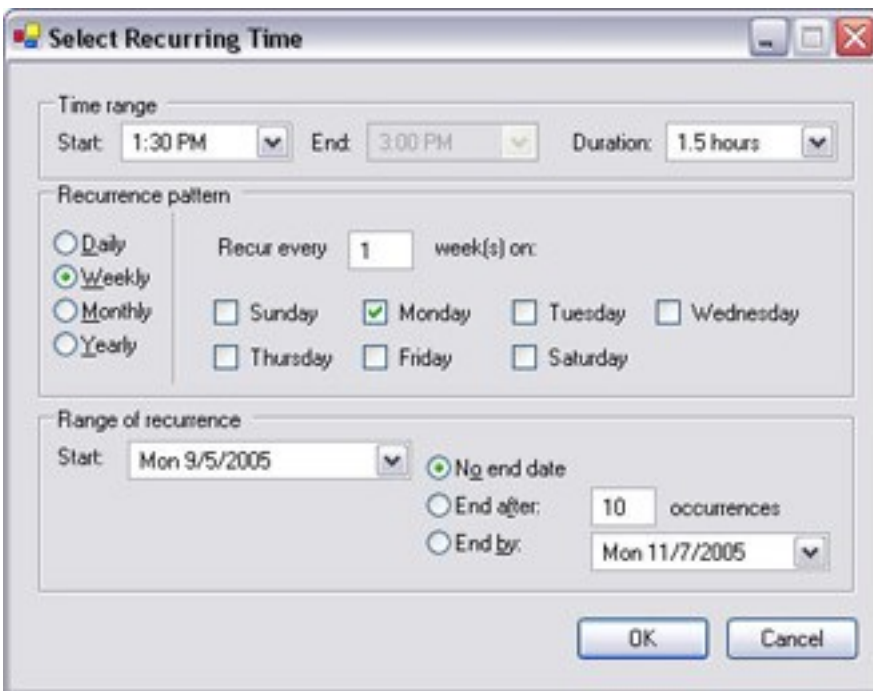 Select Recurring Time
Time range
Start: 1:30 PM End: 3:00 PM Duration: 1.5 hours
Recurrence pattern
Daily
Weekly
Monthly
Yearly
Recur every 1 week(s) on:
Sunday Monday Tuesday Wednesday
Thursday Friday Saturday
Range of recurrence
Start: Mon 9/5/2005
No end date
End after: 10 occurrences
End by: Mon 11/7/2005
OK Cancel